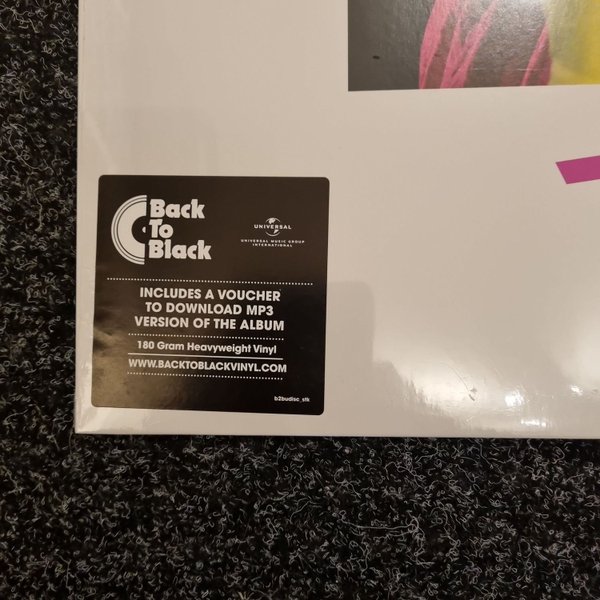 Back
To
Black
UNIVERSAL
UNIVERSAL MUSIC GROUP
INTERNATIONAL
INCLUDES A VOUCHER
TO DOWNLOAD MP3
VERSION OF THE ALBUM
180 Gram Heavyweight Vinyl
WWW.BACKTOBLACKVINYL.COM
b2budisc_stk